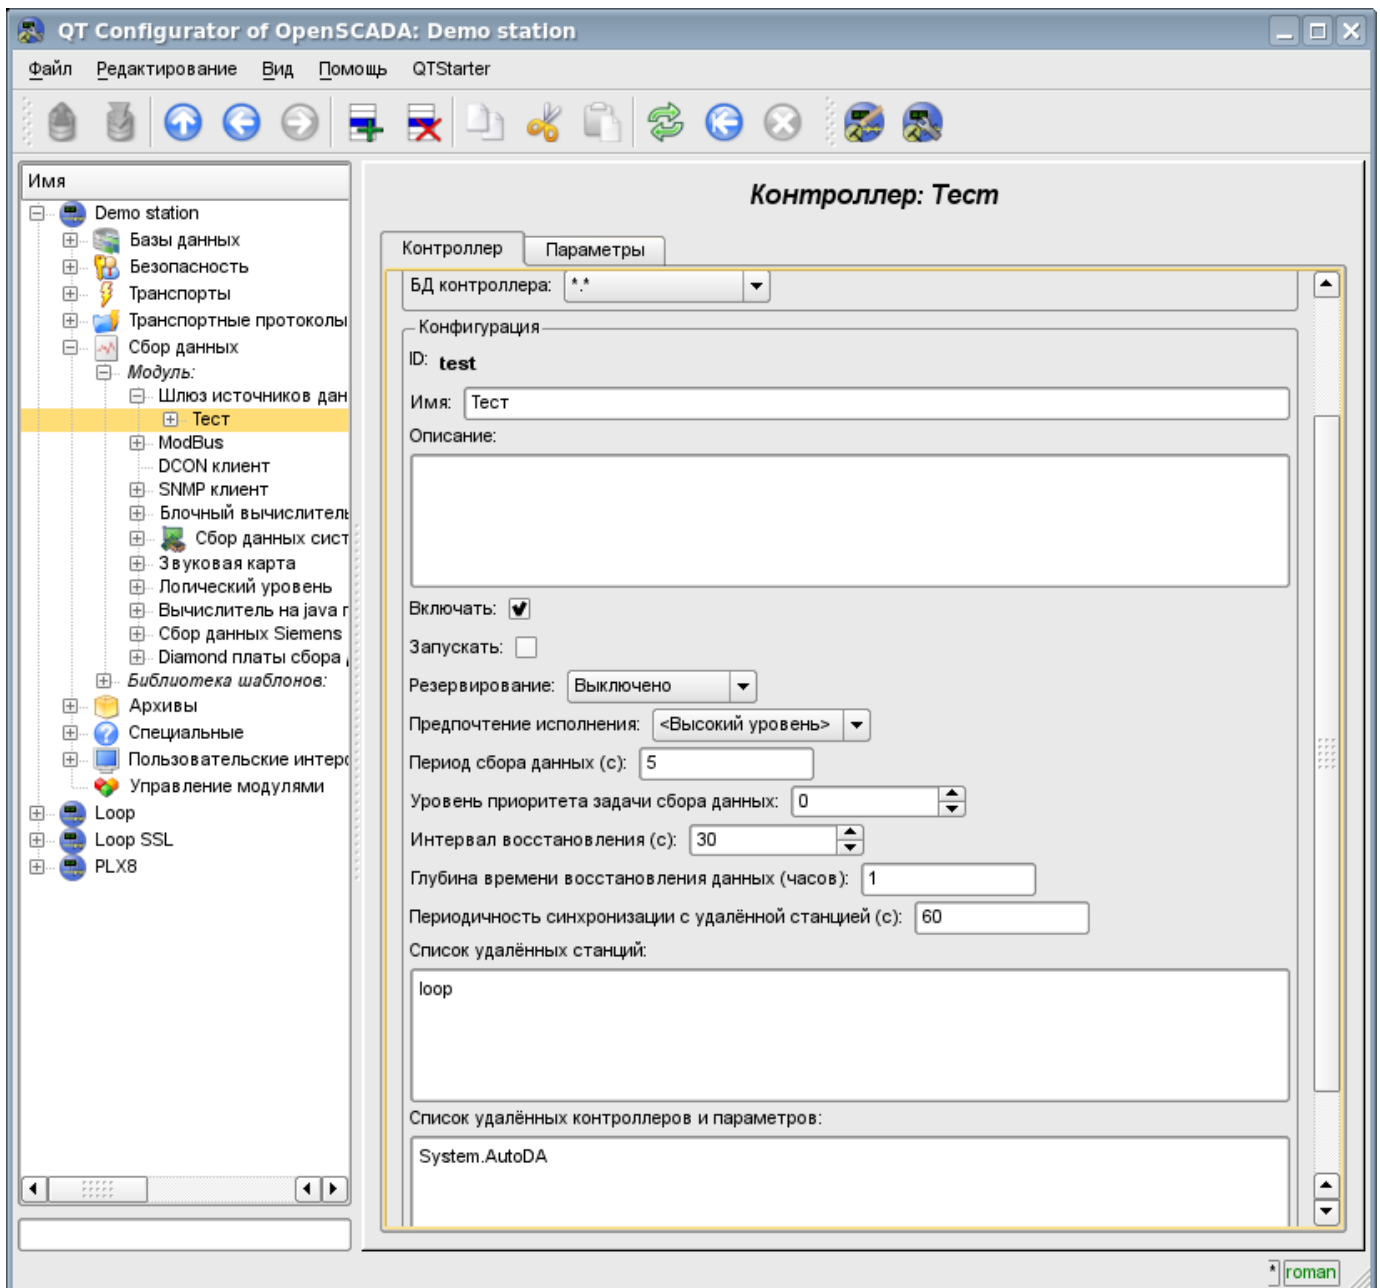 QT Configurator of OpenSCADA: Demo station
Файл Редактирование Вид Помощь QTStarter
Имя
Demo station
Базы данных
Безопасность
Транспорты
Транспортные протоколы
Сбор данных
Модуль:
Шлюз источников дан
Тест
ModBus
DCON клиент
SNMP клиент
Блочный вычислитель
Сбор данных сист
Звуковая карта
Логический уровень
Вычислитель на java
Сбор данных Siemens
Diamond платы сбора
Библиотека шаблонов:
Архивы
Специальные
Пользовательские интер
Управление модулями
Loop
Loop SSL
PLX8
Контроллер: Тест
Контроллер Параметры
БД контроллера: *.*
Конфигурация
ID: test
Имя: Тест
Описание:
Включать:
Запускать:
Резервирование: Выключено
Предпочтение исполнения: <Высокий уровень>
Период сбора данных (с): 5
Уровень приоритета задачи сбора данных: 0
Интервал восстановления (с): 30
Глубина времени восстановления данных (часов): 1
Периодичность синхронизации с удалённой станцией (с): 60
Список удалённых станций:
loop
Список удалённых контроллеров и параметров:
System.AutoDA
* roman